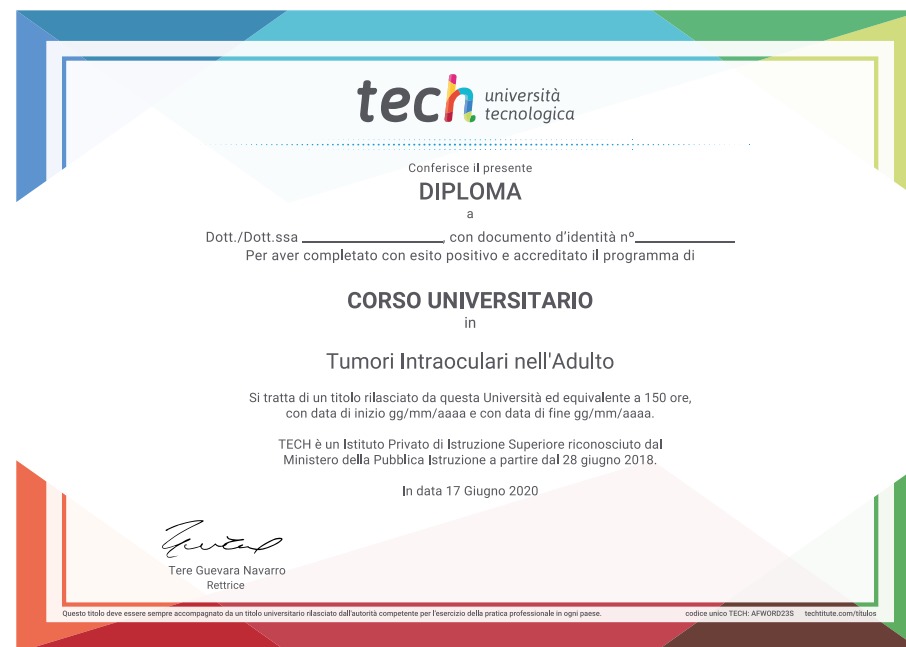 tech università
tecnologica
Conferisce il presente
DIPLOMA
a
Dott./Dott.ssa ____________________, con documento d'identità nº______________
Per aver completato con esito positivo e accreditato il programma di
CORSO UNIVERSITARIO
in
Tumori Intraoculari nell'Adulto
Si tratta di un titolo rilasciato da questa Università ed equivalente a 150 ore,
con data di inizio gg/mm/aaaa e con data di fine gg/mm/aaaa.
TECH è un Istituto Privato di Istruzione Superiore riconosciuto dal
Ministero della Pubblica Istruzione a partire dal 28 giugno 2018.
In data 17 Giugno 2020
Tere Guevara Navarro
Rettrice
Questo titolo deve essere sempre accompagnato da un titolo universitario rilasciato dall'autorità competente per l'esercizio della pratica professionale in ogni paese. codice unico TECH: AFWORD23S techtitute.com/titulos